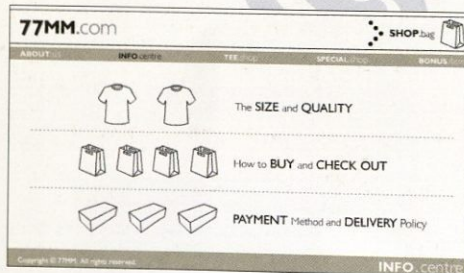 77MM.com
SHOP.bag
ABOUT us
INFO.centre
TEE.shop
SPECIAL.shop
The SIZE and QUALITY
How to BUY and CHECK OUT
PAYMENT Method and DELIVERY Policy
Copyright © 77MM. All rights reserved.
INFO.centre